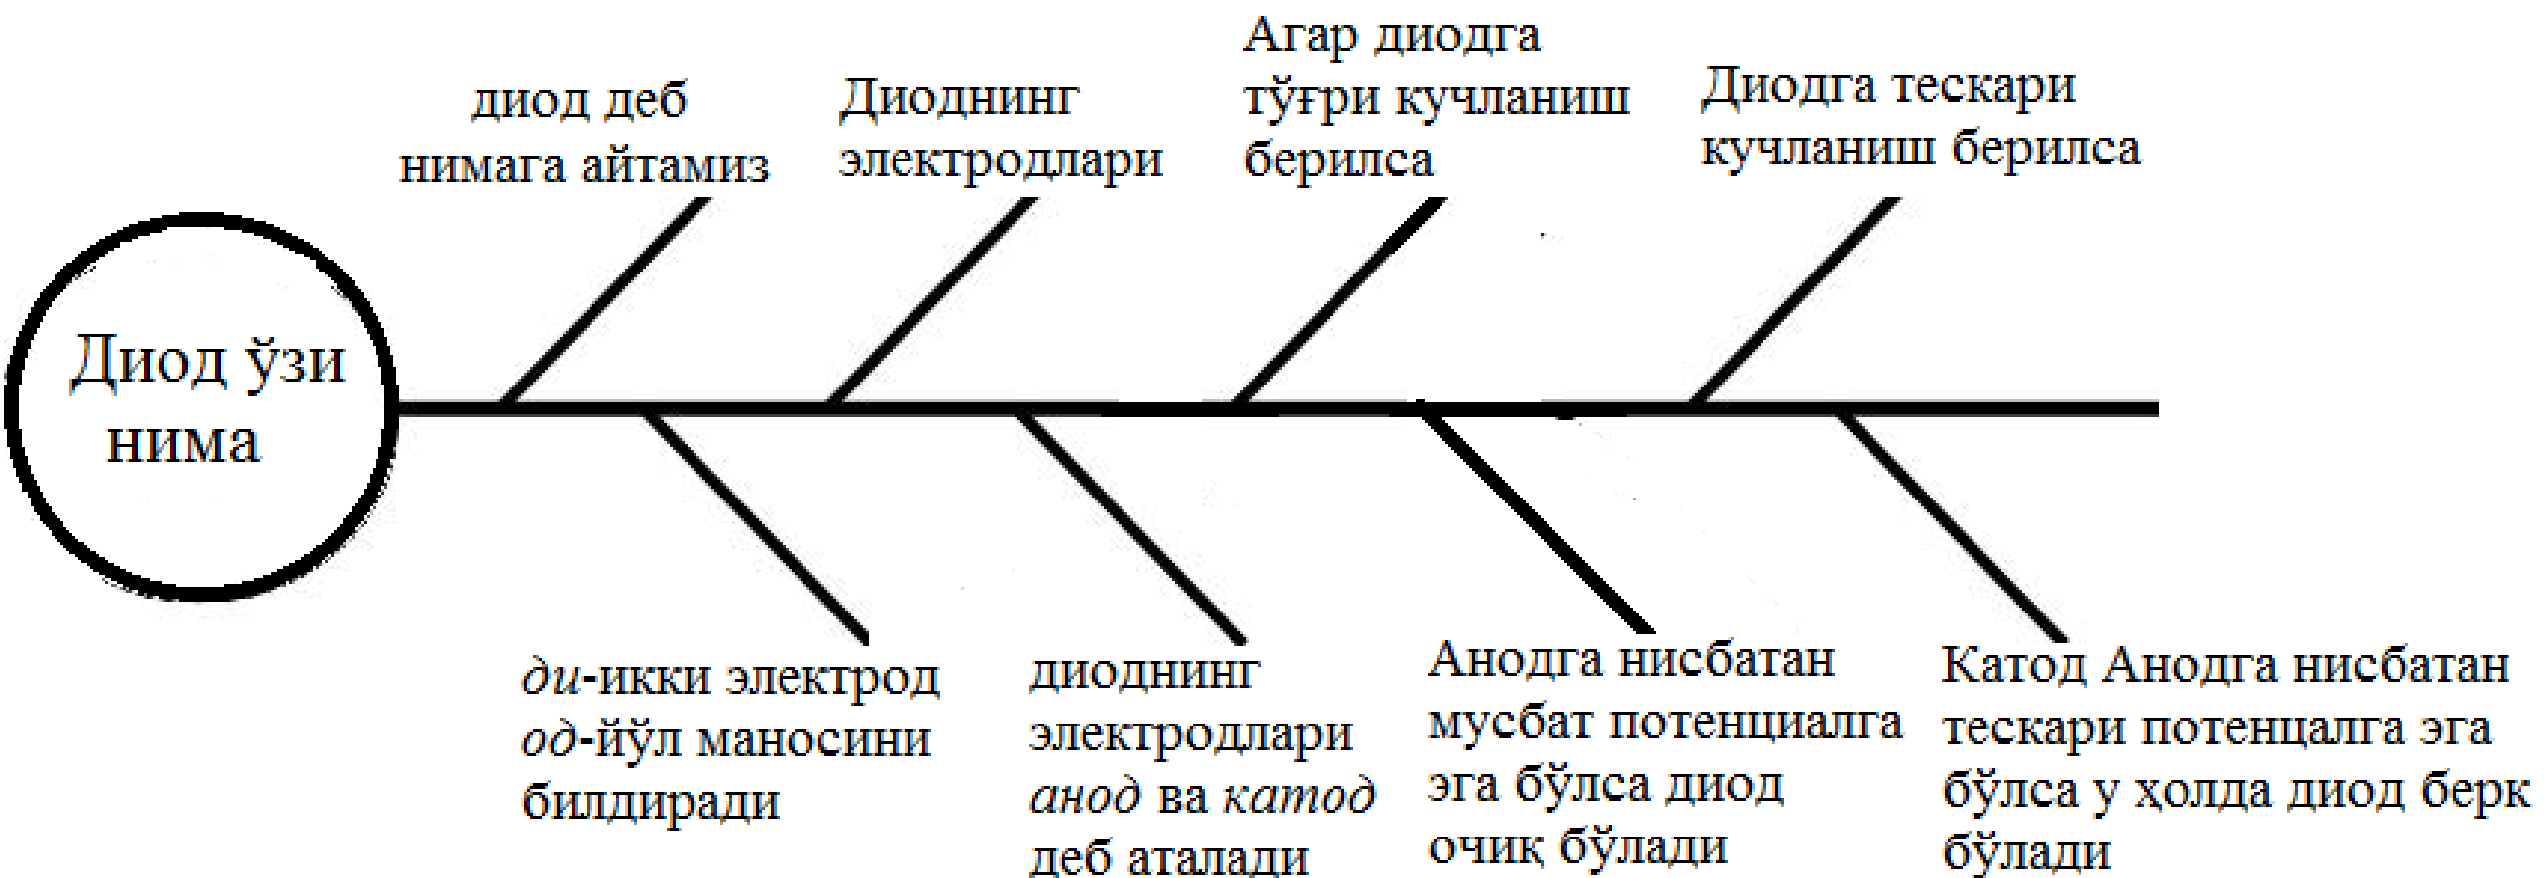 Диод ўзи
нима
диод деб
нимага айтамиз
Диоднинг
электродлари
Агар диодга
тўғри кучланиш
берилса
Диодга тескари
кучланиш берилса
ди-икки электрод
од-йўл маносини
билдиради
диоднинг
электродлари
анод ва катод
деб аталади
Анодга нисбатан
мусбат потенциалга
эга бўлса диод
очиқ бўлади
Катод Анодга нисбатан
тескари потенцалга эга
бўлса у ҳолда диод берк
бўлади